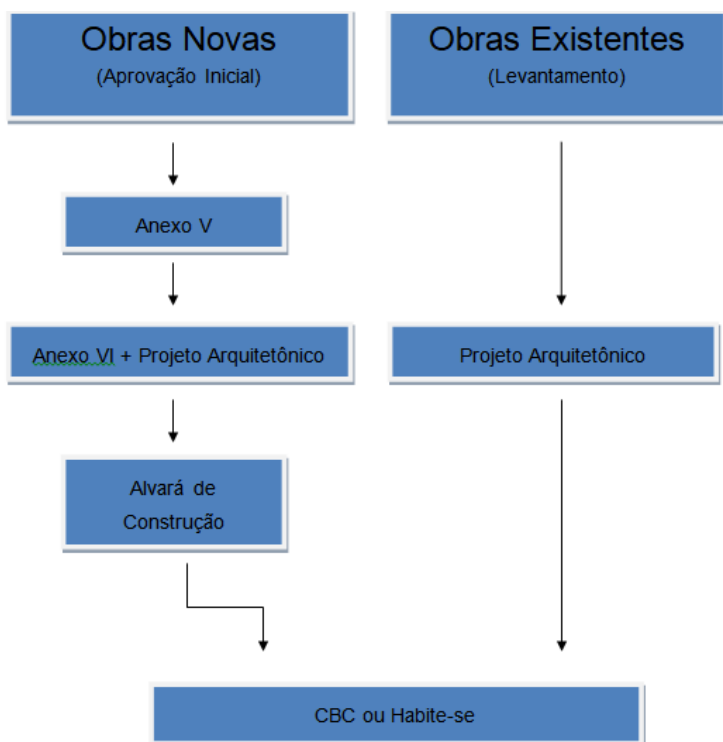 Obras Novas
(Aprovação Inicial)
Obras Existentes
(Levantamento)
Anexo V
Anexo VI + Projeto Arquitetônico
Projeto Arquitetônico
Alvará de
Construção
CBC ou Habite-se